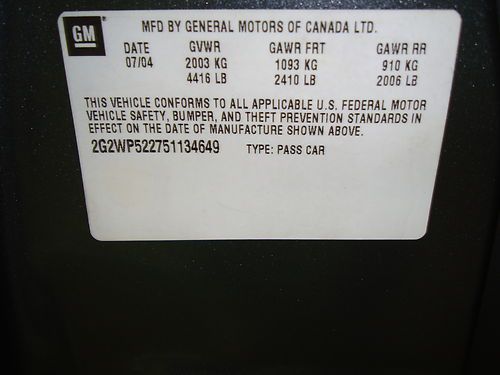 GM
MFD BY GENERAL MOTORS OF CANADA LTD.
DATE GVWR GAWR FRT GAWR RR
07/04 2003 KG 1093 KG 910 KG
4416 LB 2410 LB 2006 LB
THIS VEHICLE CONFORMS TO ALL APPLICABLE U.S. FEDERAL MOTOR
VEHICLE SAFETY, BUMPER, AND THEFT PREVENTION STANDARDS IN
EFFECT ON THE DATE OF MANUFACTURE SHOWN ABOVE.
2G2WP522751134649 TYPE: PASS CAR